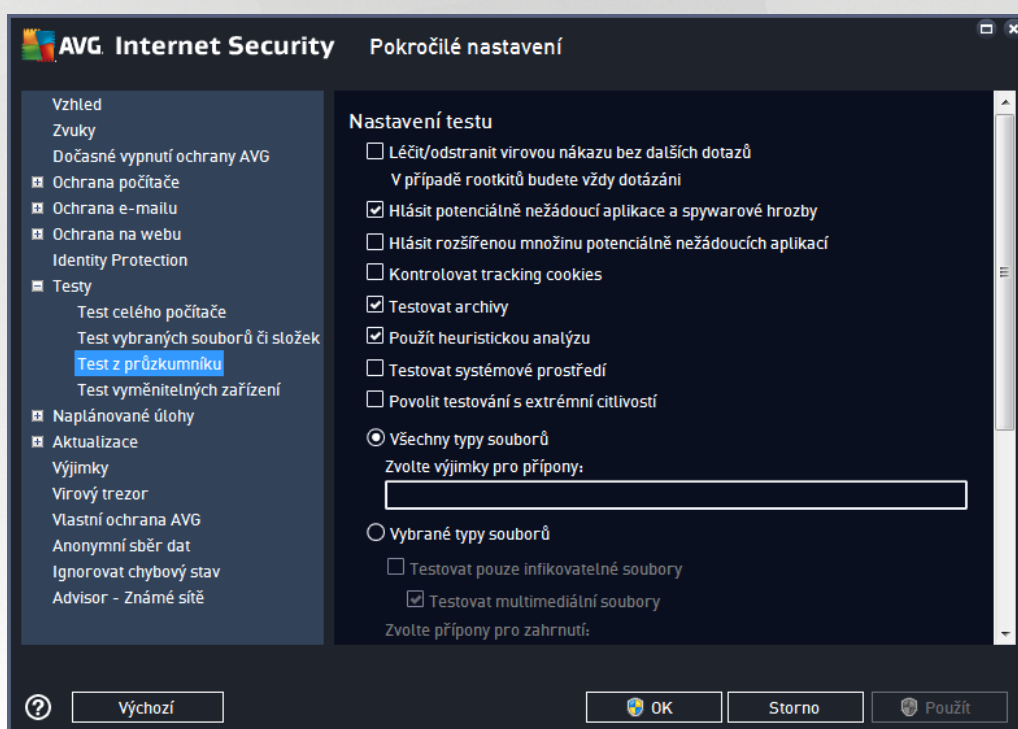 AVG Internet Security Pokročilé nastavení
Vzhled
Zvuky
Dočasné vypnutí ochrany AVG
Ochrana počítače
Ochrana e-mailu
Ochrana na webu
Identity Protection
Testy
Test celého počítače
Test vybraných souborů či složek
Test z průzkumníku
Test vyměnitelných zařízení
Naplánované úlohy
Aktualizace
Výjimky
Virový trezor
Vlastní ochrana AVG
Anonymní sběr dat
Ignorovat chybový stav
Advisor - Známé sítě
Nastavení testu
Léčit/odstranit virovou nákazu bez dalších dotazů
V případě rootkitů budete vždy dotázáni
Hlásit potenciálně nežádoucí aplikace a spywarové hrozby
Hlásit rozšířenou množinu potenciálně nežádoucích aplikací
Kontrolovat tracking cookies
Testovat archivy
Použít heuristickou analýzu
Testovat systémové prostředí
Povolit testování s extrémní citlivostí
Všechny typy souborů
Zvolte výjimky pro přípony:
Vybrané typy souborů
Testovat pouze infikovatelné soubory
Testovat multimediální soubory
Zvolte přípony pro zahrnutí:
Výchozí
OK
Storno
Použít